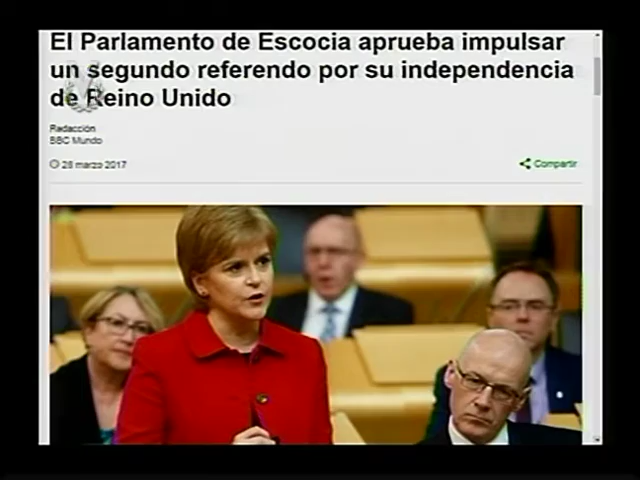 El Parlamento de Escocia aprueba impulsar
un segundo referendo por su independencia
de Reino Unido
Redacción
BBC Mundo
28 marzo 2017
Compartir